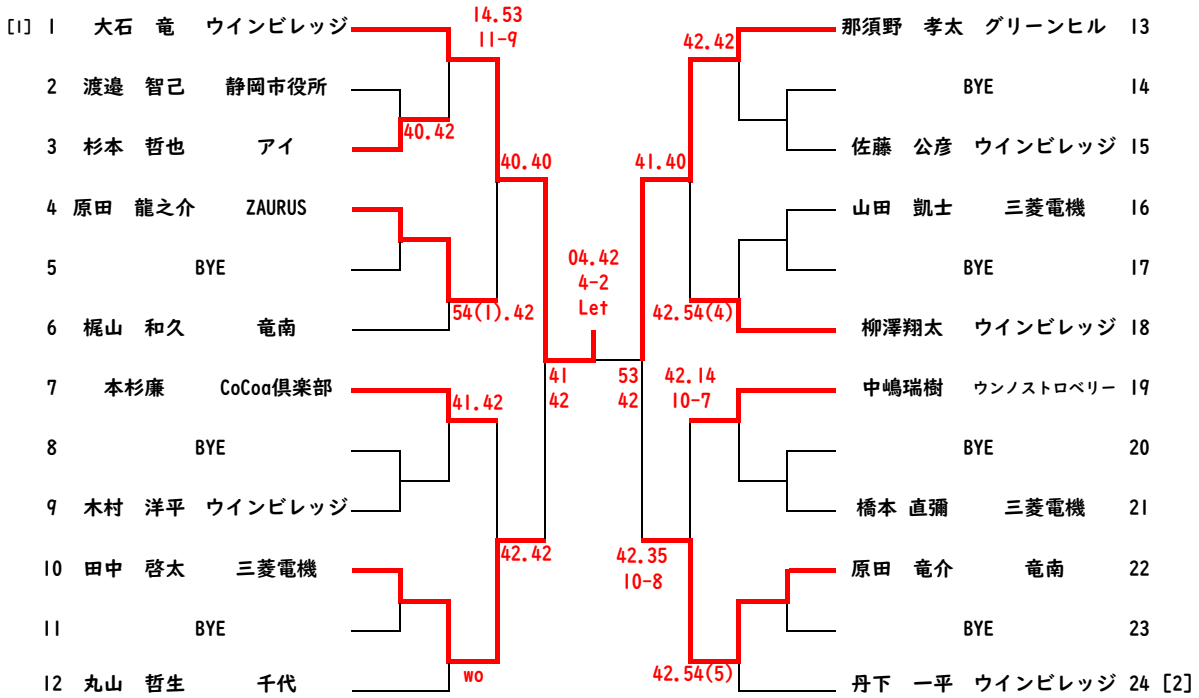 [1] 1 大石 竜 ウインビレッジ
2 渡邉 智己 静岡市役所
3 杉本 哲也 アイ
4 原田 龍之介 ZAURUS
5 BYE
6 梶山 和久 竜南
7 本杉廉 CoCoa倶楽部
8 BYE
9 木村 洋平 ウインビレッジ
10 田中 啓太 三菱電機
11 BYE
12 丸山 哲生 千代
14.53
11-9
40.42
40.40
54(1).42
41.42
42.42
wo
04.42
4-2
Let
41
42
53
42
42.42
41.40
42.54(4)
42.14
10-7
42.35
10-8
42.54(5)
那須野 孝太 グリーンヒル 13
BYE 14
佐藤 公彦 ウインビレッジ 15
山田 凱士 三菱電機 16
BYE 17
柳澤翔太 ウインビレッジ 18
中嶋瑞樹 ウンノストロベリー 19
BYE 20
橋本 直彌 三菱電機 21
原田 竜介 竜南 22
BYE 23
丹下 一平 ウインビレッジ 24 [2]